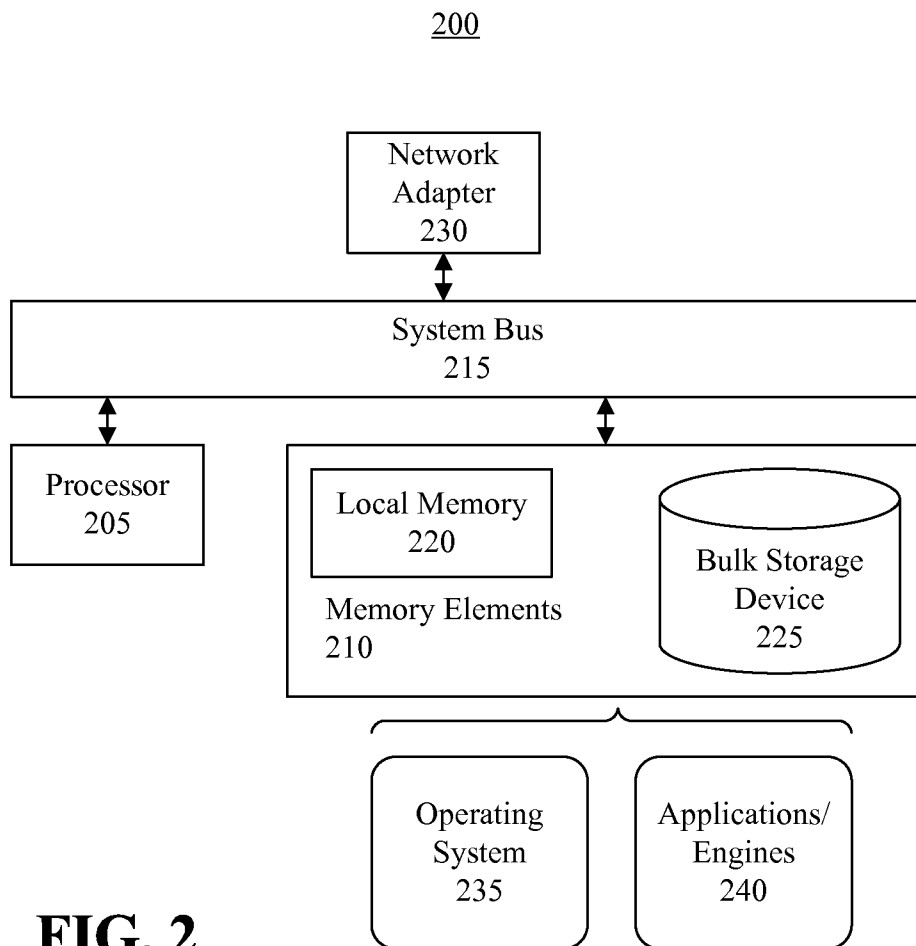 200
Network
Adapter
230
System Bus
215
Processor
205
Local Memory
220
Memory Elements
210
Bulk Storage
Device
225
Operating
System
235
Applications/
Engines
240
FIG. 2